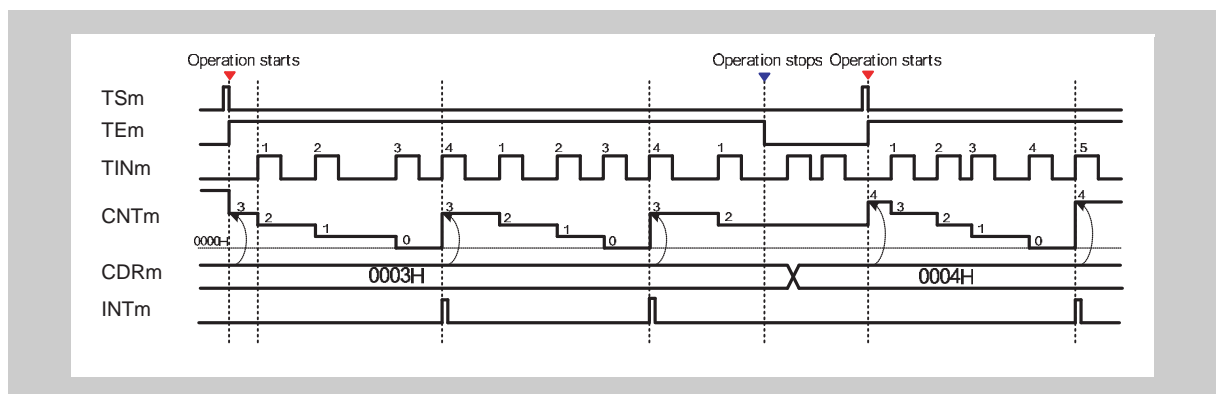 Operation starts
Operation stops Operation starts
TSm
TEm
TINm 1 2 3 4 1 2 3 4 1 1 2 3 4 5
CNTm 3 2 1 0 3 2 1 0 3 2 4 3 2 1 0 4
0000H
CDRm 0003H 0004H
INTm